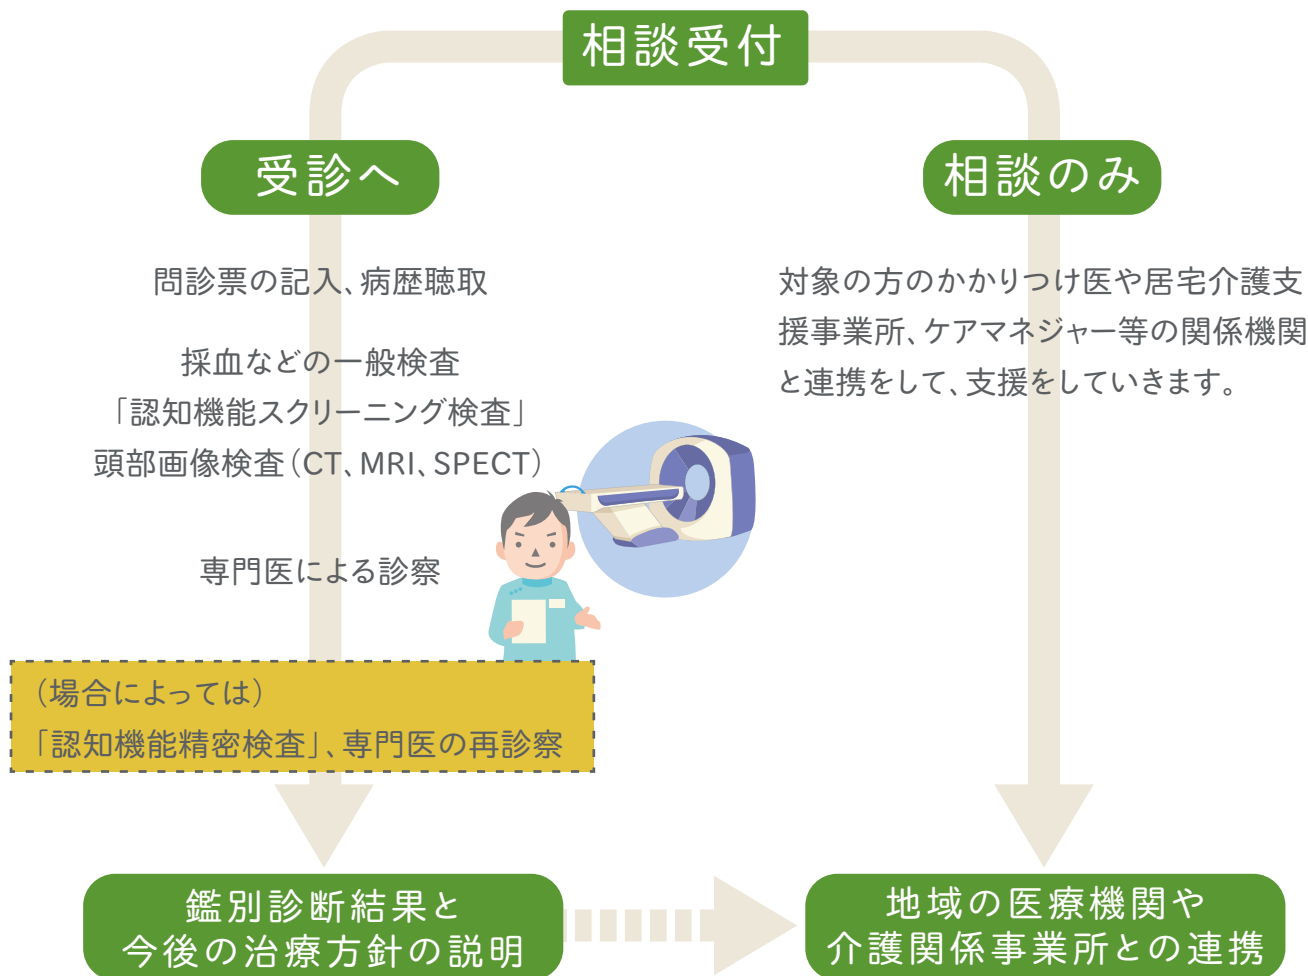 相談受付
受診へ
問診票の記入、病歴聴取
採血などの一般検査
「認知機能スクリーニング検査」
頭部画像検査(CT、MRI、SPECT)
専門医による診察
(場合によっては)
「認知機能精密検査」、専門医の再診察
鑑別診断結果と
今後の治療方針の説明
相談のみ
対象の方のかかりつけ医や居宅介護支
援事業所、ケアマネジャー等の関係機関
と連携をして、支援をしていきます。
地域の医療機関や
介護関係事業所との連携